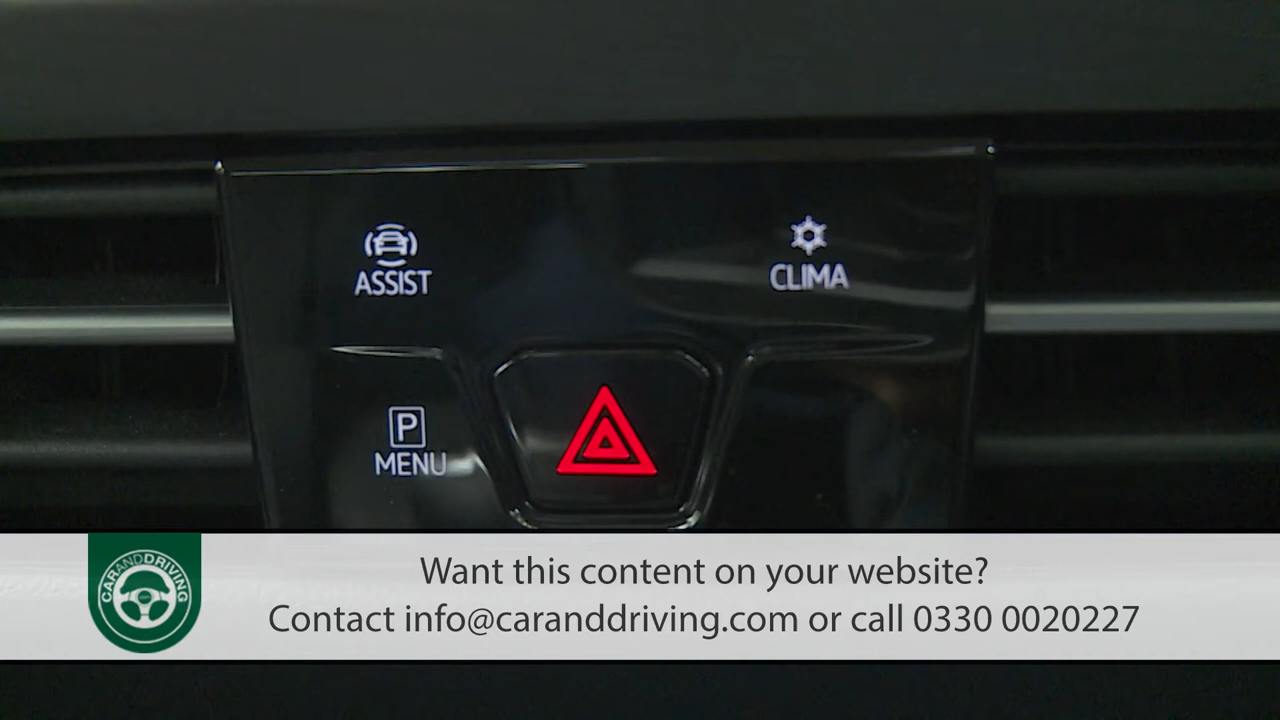 ASSIST
CLIMA
P
MENU
CARANDDRIVING
Want this content on your website?
Contact info@caranddriving.com or call 0330 0020227